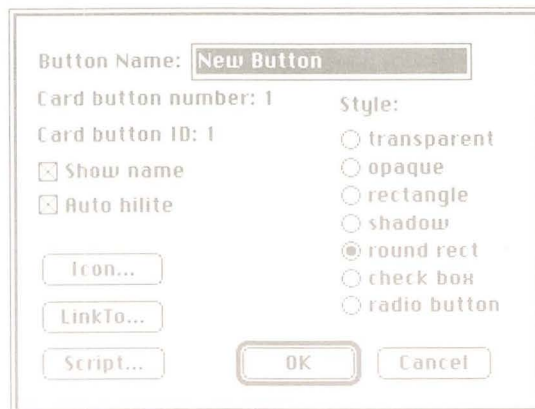 Button Name: New Button
Card button number: 1
Card button ID: 1
Show name
Auto hilite
Style:
transparent
opaque
rectangle
shadow
round rect
check box
radio button
Icon...
LinkTo...
Script...
OK
Cancel